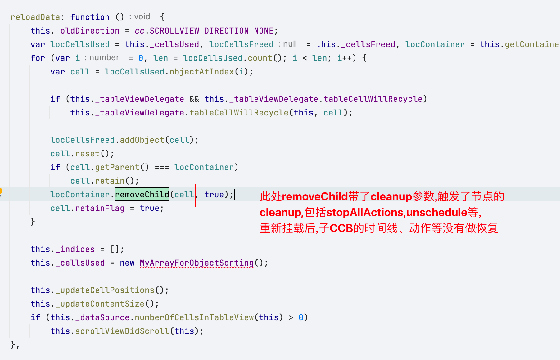 reloadData: function () : void {
this._oldDirection = cc.SCROLLVIEW_DIRECTION_NONE;
var locCellsUsed = this._cellsUsed, locCellsFreed : null = this._cellsFreed, locContainer = this.getContaine
for (var i : number = 0, len = locCellsUsed.count(); i < len; i++) {
var cell = locCellsUsed.objectAtIndex(i);
if (this._tableViewDelegate && this._tableViewDelegate.tableCellWillRecycle)
this._tableViewDelegate.tableCellWillRecycle(this, cell);
locCellsFreed.addObject(cell);
cell.reset();
if (cell.getParent() === locContainer)
cell.retain();
locContainer.removeChild(cell, true);
cell.retainFlag = true;
}
此处removeChild带了cleanup参数,触发了节点的
cleanup,包括stopAllActions,unschedule等,
重新挂载后,子CCB的时间线、动作等没有做恢复
this._indices = [];
this._cellsUsed = new MyArrayForObjectSorting();
this._updateCellPositions();
this._updateContentSize();
if (this._dataSource.numberOfCellsInTableView(this) > 0)
this.scrollViewDidScroll(this);
},